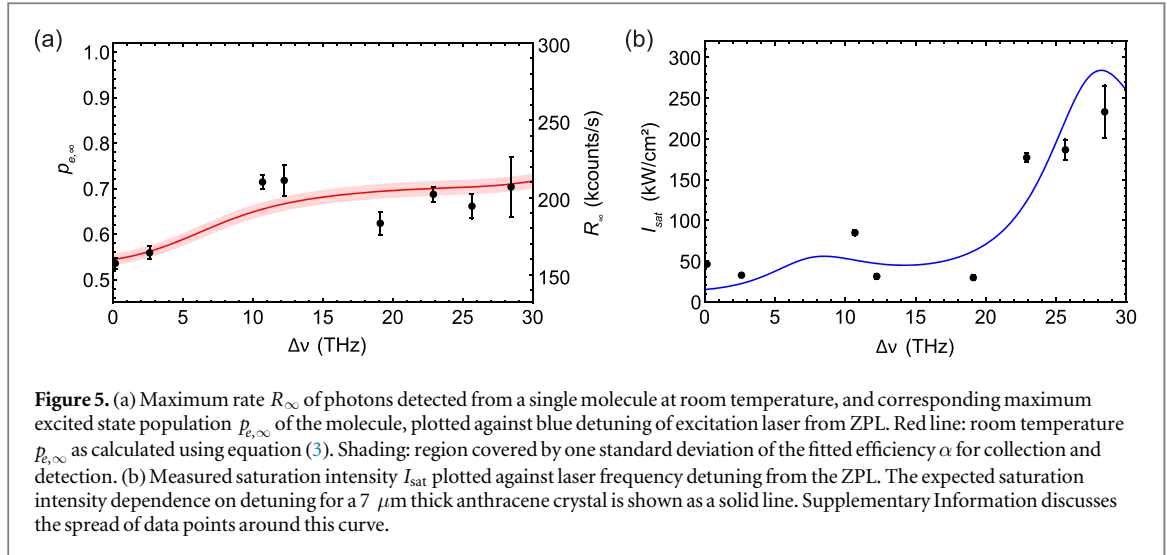 (a)
1.0
0.9
0.8
0.7
0.6
0.5
p_{e,∞}
300
250
200
150
R_∞ (kcounts/s)
0 5 10 15 20 25 30
Δν (THz)
(b)
300
250
200
150
100
50
0
I_{sat} (kW/cm²)
0 5 10 15 20 25 30
Δν (THz)
Figure 5. (a) Maximum rate R_∞ of photons detected from a single molecule at room temperature, and corresponding maximum
excited state population p_{e,∞} of the molecule, plotted against blue detuning of excitation laser from ZPL. Red line: room temperature
p_{e,∞} as calculated using equation (3). Shading: region covered by one standard deviation of the fitted efficiency α for collection and
detection. (b) Measured saturation intensity I_{sat} plotted against laser frequency detuning from the ZPL. The expected saturation
intensity dependence on detuning for a 7 μm thick anthracene crystal is shown as a solid line. Supplementary Information discusses
the spread of data points around this curve.